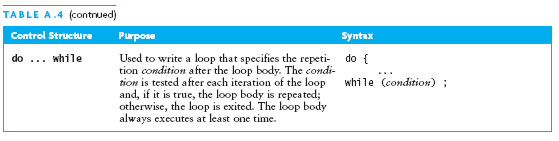 TABLE A.4 (contnued)
Control Structure Purpose Syntax
do ... while Used to write a loop that specifies the repeti- do {
tion condition after the loop body. The condi- ...
tion is tested after each iteration of the loop while (condition) ;
and, if it is true, the loop body is repeated;
otherwise, the loop is exited. The loop body
always executes at least one time.